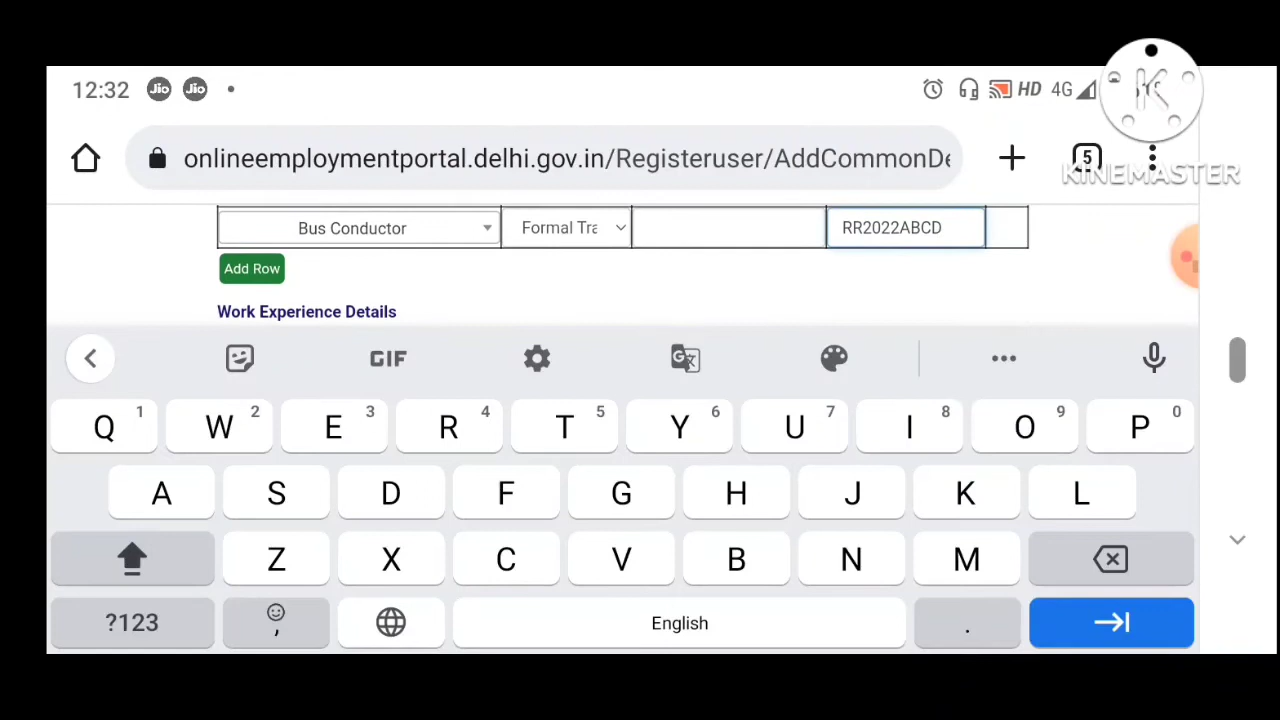 12:32 Jio Jio HD 4G
onlineemploymentportal.delhi.gov.in/Registeruser/AddCommonDe
5
KINEMASTER
Bus Conductor Formal Tra RR2022ABCD
Add Row
Work Experience Details
GIF
Q 1 W 2 E 3 R 4 T 5 Y 6 U 7 I 8 O 9 P 0
A S D F G H J K L
Z X C V B N M
?123 , English .